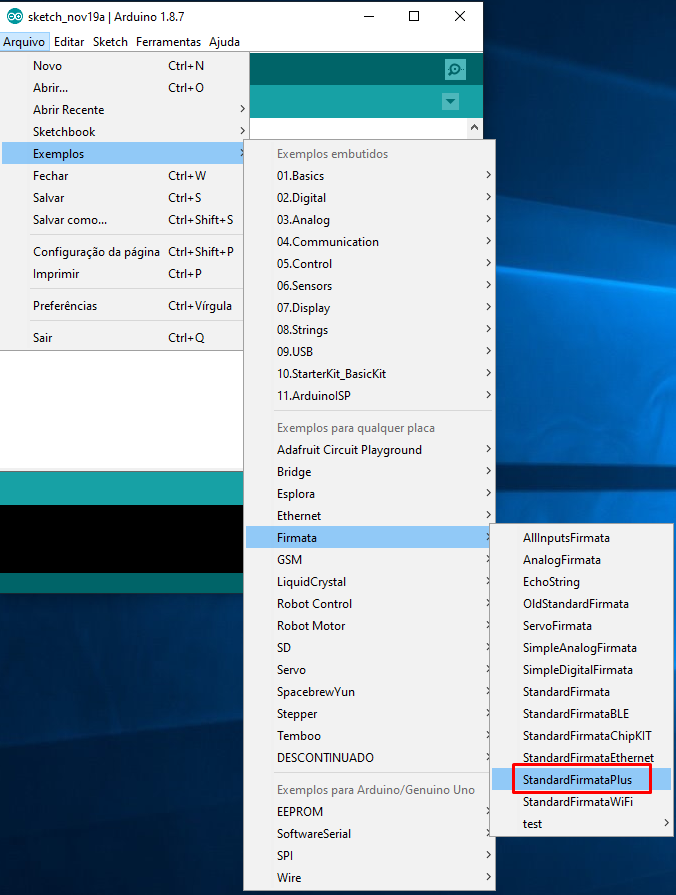 sketch_nov19a | Arduino 1.8.7
Arquivo Editar Sketch Ferramentas Ajuda
Novo Ctrl+N
Abrir... Ctrl+O
Abrir Recente
Sketchbook
Exemplos
Fechar Ctrl+W
Salvar Ctrl+S
Salvar como... Ctrl+Shift+S
Configuração da página Ctrl+Shift+P
Imprimir Ctrl+P
Preferências Ctrl+Vírgula
Sair Ctrl+Q
Exemplos embutidos
01.Basics
02.Digital
03.Analog
04.Communication
05.Control
06.Sensors
07.Display
08.Strings
09.USB
10.StarterKit_BasicKit
11.ArduinoISP
Exemplos para qualquer placa
Adafruit Circuit Playground
Bridge
Esplora
Ethernet
Firmata
GSM
LiquidCrystal
Robot Control
Robot Motor
SD
Servo
SpacebrewYun
Stepper
Temboo
DESCONTINUADO
Exemplos para Arduino/Genuino Uno
EEPROM
SoftwareSerial
SPI
Wire
AllInputsFirmata
AnalogFirmata
EchoString
OldStandardFirmata
ServoFirmata
SimpleAnalogFirmata
SimpleDigitalFirmata
StandardFirmata
StandardFirmataBLE
StandardFirmataChipKIT
StandardFirmataEthernet
StandardFirmataPlus
StandardFirmataWiFi
test